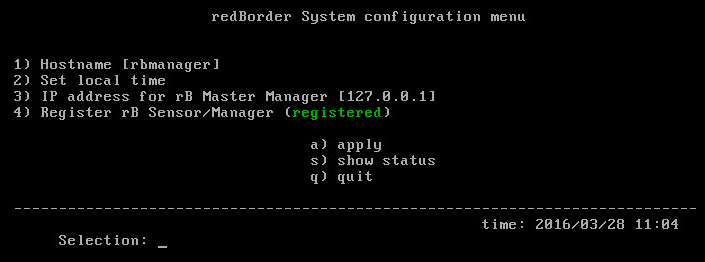 redBorder System configuration menu
1) Hostname [rbmanager]
2) Set local time
3) IP address for rB Master Manager [127.0.0.1]
4) Register rB Sensor/Manager (registered)
a) apply
s) show status
q) quit
time: 2016/03/28 11:04
Selection: _